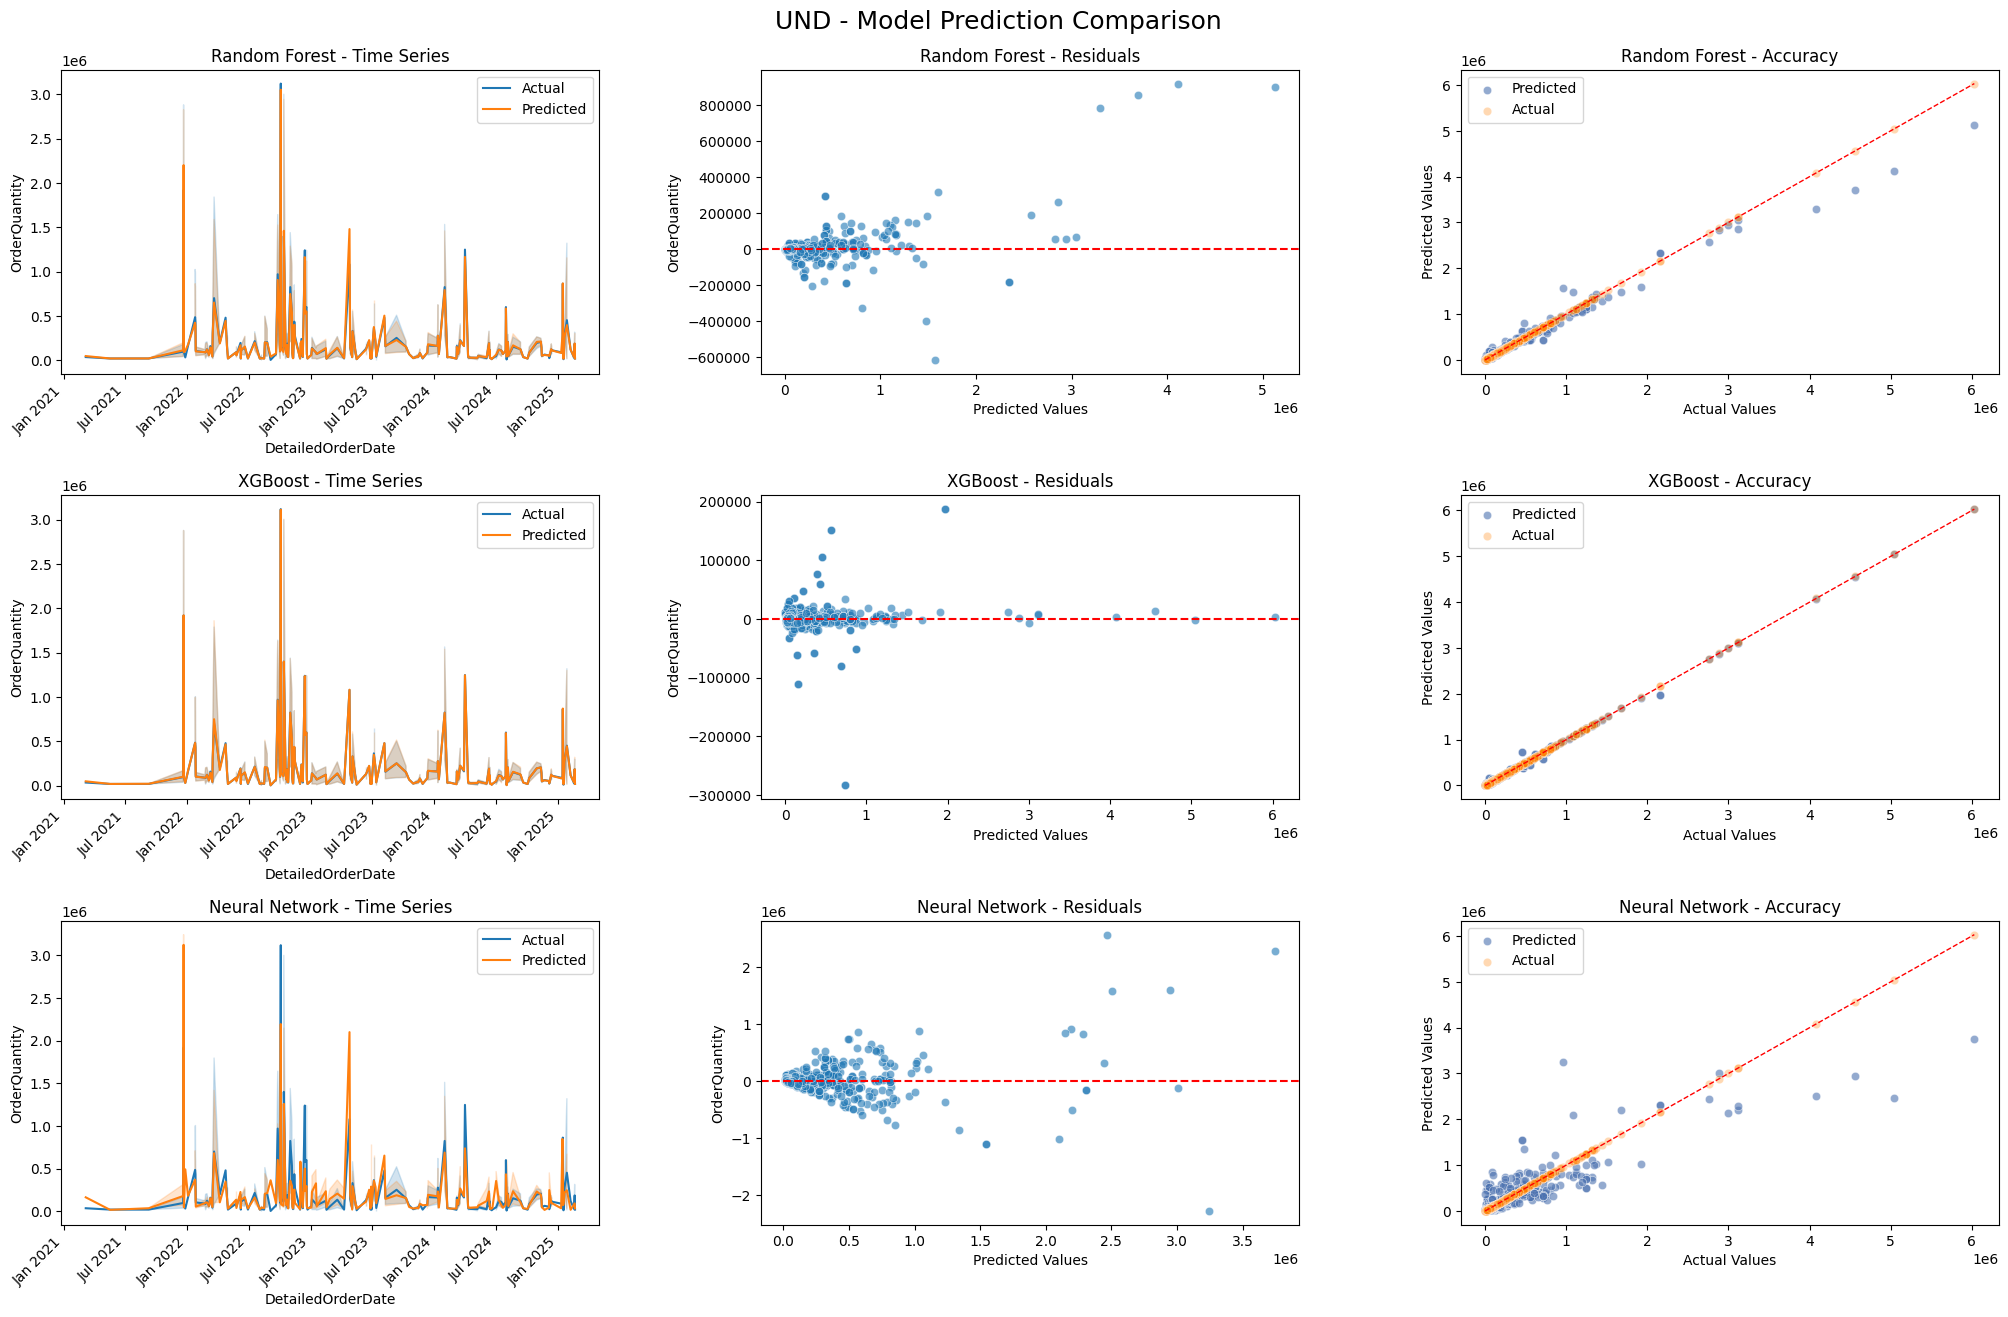 UND - Model Prediction Comparison
Random Forest - Time Series
1e6
3.0
2.5
2.0
1.5
1.0
0.5
0.0
OrderQuantity
Actual
Predicted
Jan 2021
Jul 2021
Jan 2022
Jul 2022
Jan 2023
Jul 2023
Jan 2024
Jul 2024
Jan 2025
DetailedOrderDate
Random Forest - Residuals
800000
600000
400000
200000
0
−200000
−400000
−600000
OrderQuantity
0
1
2
3
4
5
1e6
Predicted Values
Random Forest - Accuracy
1e6
6
5
4
3
2
1
0
Predicted Values
Predicted
Actual
0
1
2
3
4
5
6
1e6
Actual Values
XGBoost - Time Series
1e6
3.0
2.5
2.0
1.5
1.0
0.5
0.0
OrderQuantity
Actual
Predicted
Jan 2021
Jul 2021
Jan 2022
Jul 2022
Jan 2023
Jul 2023
Jan 2024
Jul 2024
Jan 2025
DetailedOrderDate
XGBoost - Residuals
200000
100000
0
−100000
−200000
−300000
OrderQuantity
0
1
2
3
4
5
6
1e6
Predicted Values
XGBoost - Accuracy
1e6
6
5
4
3
2
1
0
Predicted Values
Predicted
Actual
0
1
2
3
4
5
6
1e6
Actual Values
Neural Network - Time Series
1e6
3.0
2.5
2.0
1.5
1.0
0.5
0.0
OrderQuantity
Actual
Predicted
Jan 2021
Jul 2021
Jan 2022
Jul 2022
Jan 2023
Jul 2023
Jan 2024
Jul 2024
Jan 2025
DetailedOrderDate
Neural Network - Residuals
1e6
2
1
0
−1
−2
OrderQuantity
0.0
0.5
1.0
1.5
2.0
2.5
3.0
3.5
1e6
Predicted Values
Neural Network - Accuracy
1e6
6
5
4
3
2
1
0
Predicted Values
Predicted
Actual
0
1
2
3
4
5
6
1e6
Actual Values